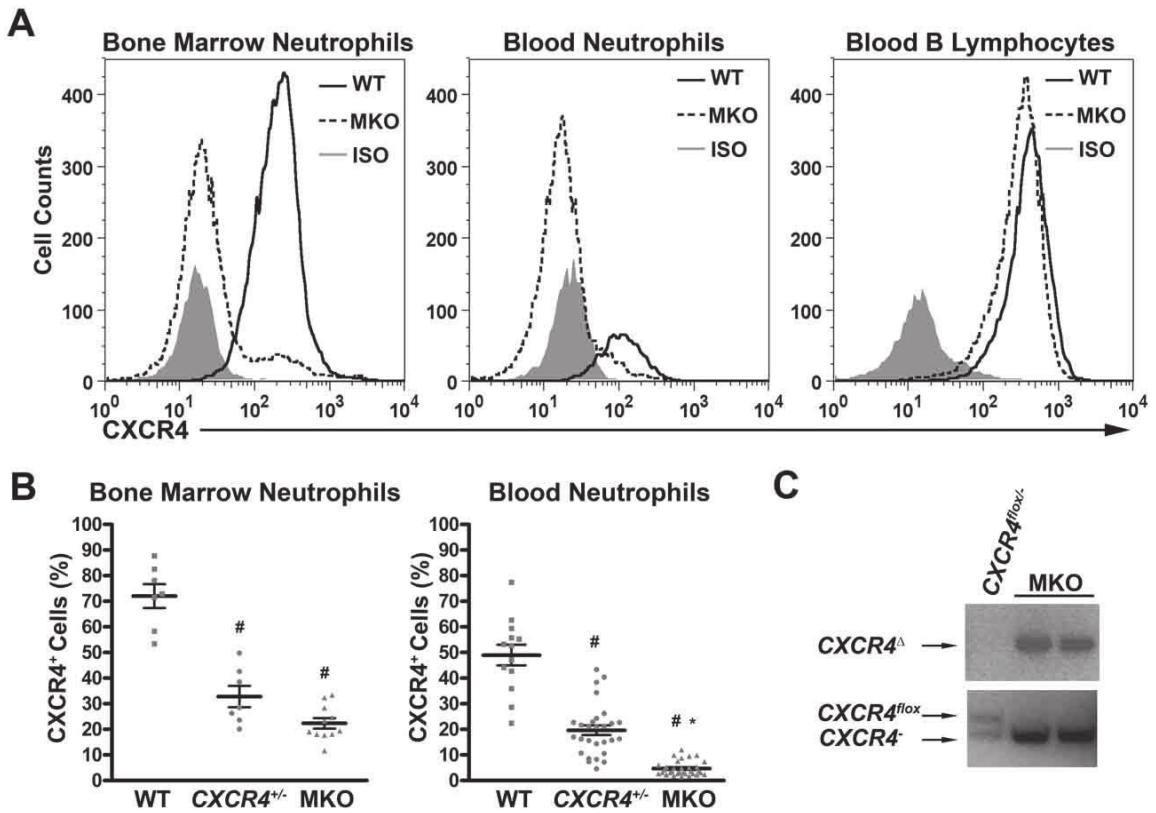 A
Bone Marrow Neutrophils
Blood Neutrophils
Blood B Lymphocytes
WT
MKO
ISO
WT
MKO
ISO
WT
MKO
ISO
Cell Counts
400
300
200
100
0
10⁰ 10¹ 10² 10³ 10⁴
400
300
200
100
0
10⁰ 10¹ 10² 10³ 10⁴
400
300
200
100
0
10⁰ 10¹ 10² 10³ 10⁴
CXCR4
B
Bone Marrow Neutrophils
CXCR4⁺ Cells (%)
100
90
80
70
60
50
40
30
20
10
0
#
#
WT CXCR4⁺/⁻ MKO
Blood Neutrophils
CXCR4⁺ Cells (%)
100
90
80
70
60
50
40
30
20
10
0
#
# *
WT CXCR4⁺/⁻ MKO
C
CXCR4flox/-
MKO
CXCR4Δ
CXCR4flox
CXCR4⁻